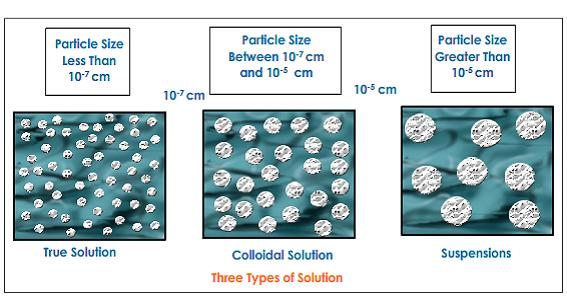 Particle Size
Less Than
10⁻⁷ cm
Particle Size
Between 10⁻⁷ cm
and 10⁻⁵ cm
Particle Size
Greater Than
10⁻⁵ cm
10⁻⁷ cm
10⁻⁵ cm
True Solution
Colloidal Solution
Suspensions
Three Types of Solution